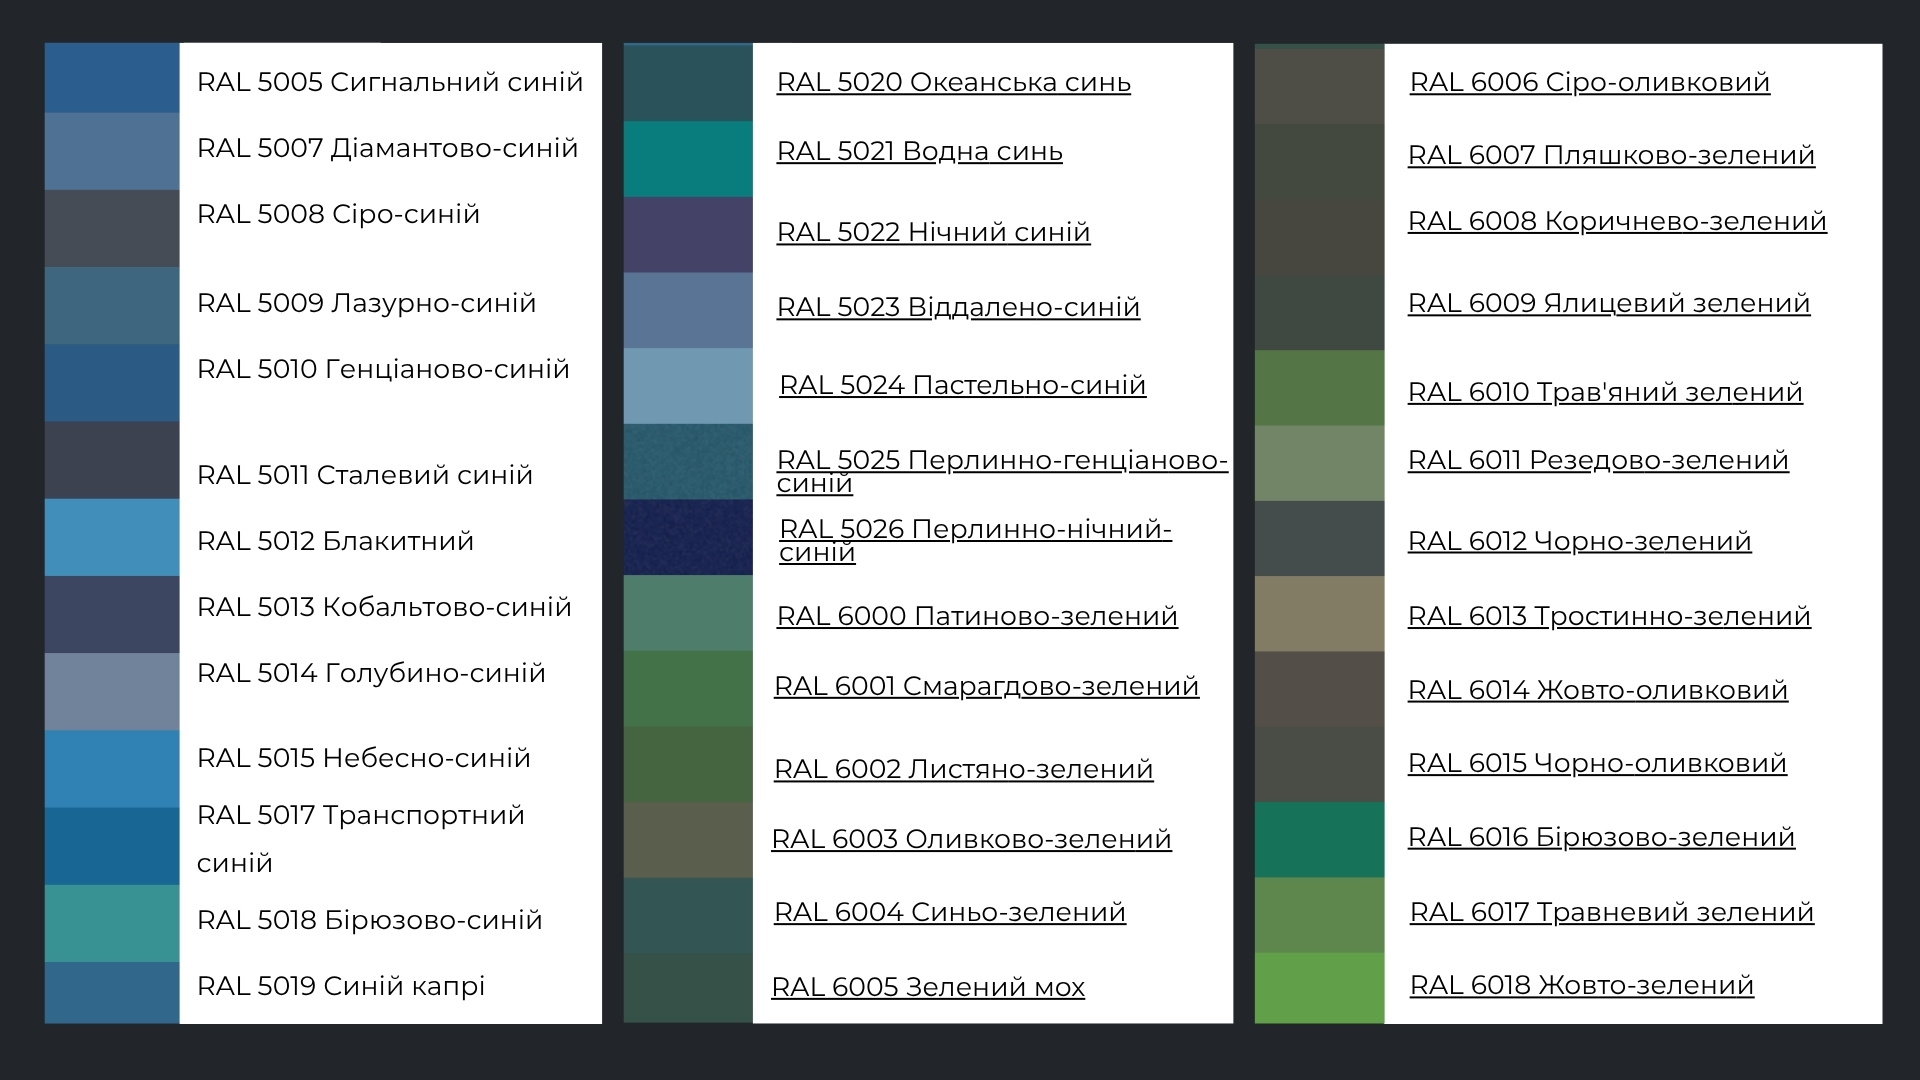 RAL 5005 Сигнальний синій
RAL 5007 Діамантово-синій
RAL 5008 Сіро-синій
RAL 5009 Лазурно-синій
RAL 5010 Генціаново-синій
RAL 5011 Сталевий синій
RAL 5012 Блакитний
RAL 5013 Кобальтово-синій
RAL 5014 Голубино-синій
RAL 5015 Небесно-синій
RAL 5017 Транспортний
синій
RAL 5018 Бірюзово-синій
RAL 5019 Синій капрі
RAL 5020 Океанська синь
RAL 5021 Водна синь
RAL 5022 Нічний синій
RAL 5023 Віддалено-синій
RAL 5024 Пастельно-синій
RAL 5025 Перлинно-генціаново-
синій
RAL 5026 Перлинно-нічний-
синій
RAL 6000 Патиново-зелений
RAL 6001 Смарагдово-зелений
RAL 6002 Листяно-зелений
RAL 6003 Оливково-зелений
RAL 6004 Синьо-зелений
RAL 6005 Зелений мох
RAL 6006 Сіро-оливковий
RAL 6007 Пляшково-зелений
RAL 6008 Коричнево-зелений
RAL 6009 Ялицевий зелений
RAL 6010 Трав'яний зелений
RAL 6011 Резедово-зелений
RAL 6012 Чорно-зелений
RAL 6013 Тростинно-зелений
RAL 6014 Жовто-оливковий
RAL 6015 Чорно-оливковий
RAL 6016 Бірюзово-зелений
RAL 6017 Травневий зелений
RAL 6018 Жовто-зелений